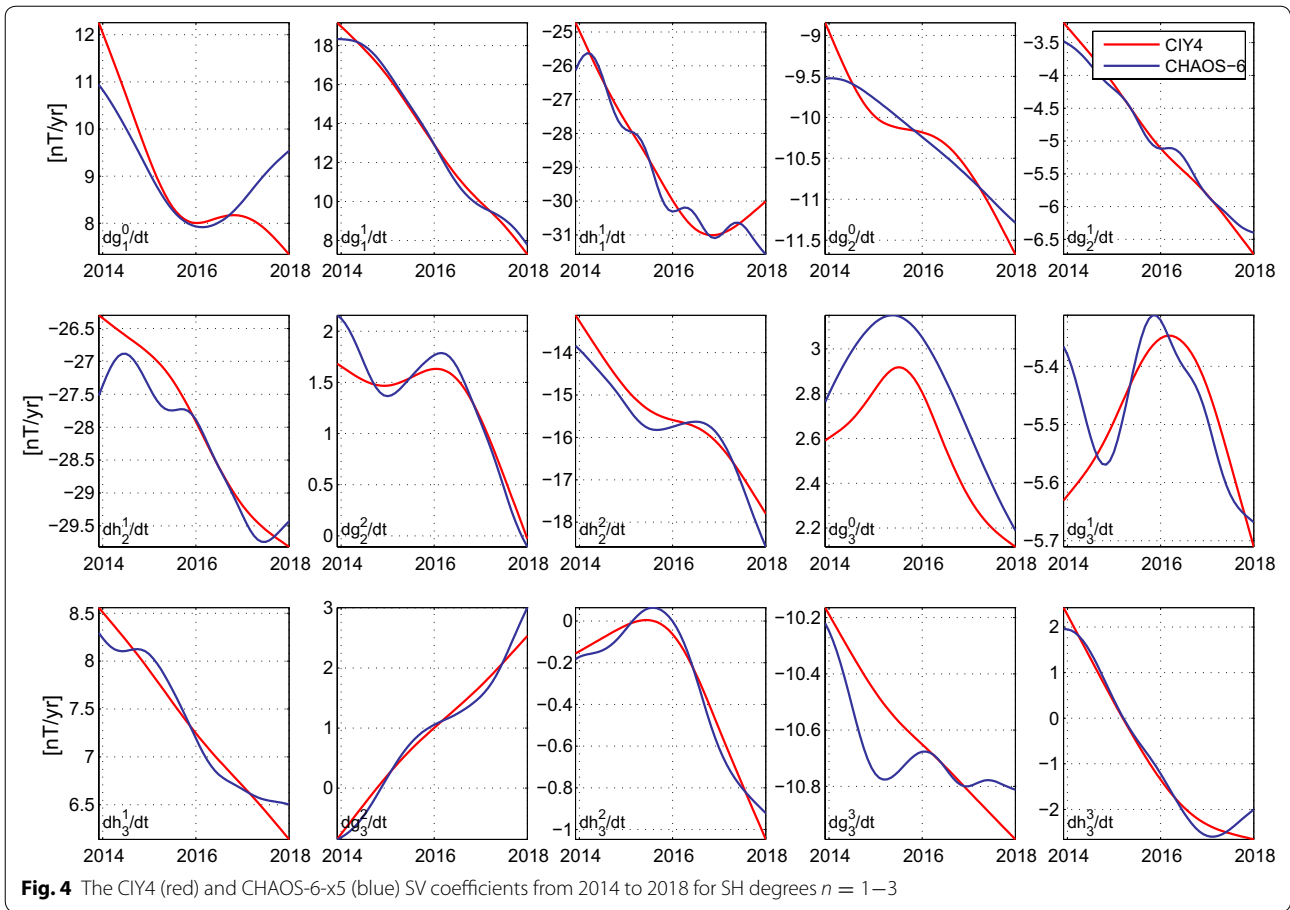 12
11
10
9
8
[nT/yr]
dg₁⁰/dt
2014 2016 2018
18
16
14
12
10
8
dg₁¹/dt
2014 2016 2018
−25
−26
−27
−28
−29
−30
−31
dh₁¹/dt
2014 2016 2018
−9
−9.5
−10
−10.5
−11
−11.5
dg₂⁰/dt
2014 2016 2018
CIY4
CHAOS-6
−3.5
−4
−4.5
−5
−5.5
−6
−6.5
dg₂¹/dt
2014 2016 2018
−26.5
−27
−27.5
−28
−28.5
−29
−29.5
[nT/yr]
dh₂¹/dt
2014 2016 2018
2
1.5
1
0.5
0
dg₂²/dt
2014 2016 2018
−14
−15
−16
−17
−18
dh₂²/dt
2014 2016 2018
3
2.8
2.6
2.4
2.2
dg₃⁰/dt
2014 2016 2018
−5.4
−5.5
−5.6
−5.7
dg₃¹/dt
2014 2016 2018
8.5
8
7.5
7
6.5
[nT/yr]
dh₃¹/dt
2014 2016 2018
3
2
1
0
dg₃²/dt
2014 2016 2018
0
−0.2
−0.4
−0.6
−0.8
−1
dh₃²/dt
2014 2016 2018
−10.2
−10.4
−10.6
−10.8
dg₃³/dt
2014 2016 2018
2
1
0
−1
−2
dh₃³/dt
2014 2016 2018
Fig. 4 The CIY4 (red) and CHAOS-6-x5 (blue) SV coefficients from 2014 to 2018 for SH degrees n = 1−3